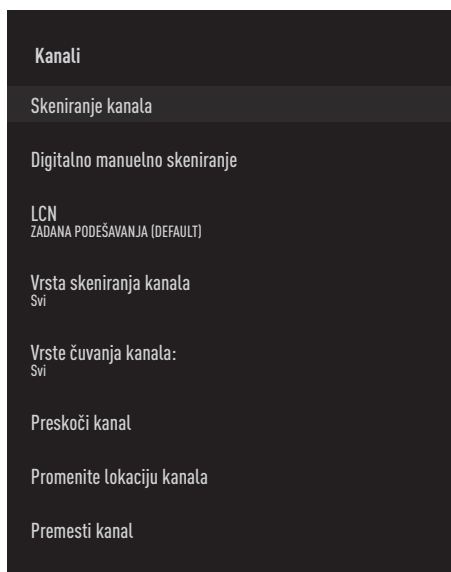 Kanali
Skeniranje kanala
Digitalno manuelno skeniranje
LCN
ZADANA PODEŠAVANJA (DEFAULT)
Vrsta skeniranja kanala
Svi
Vrste čuvanja kanala:
Svi
Preskoči kanal
Promenite lokaciju kanala
Premesti kanal